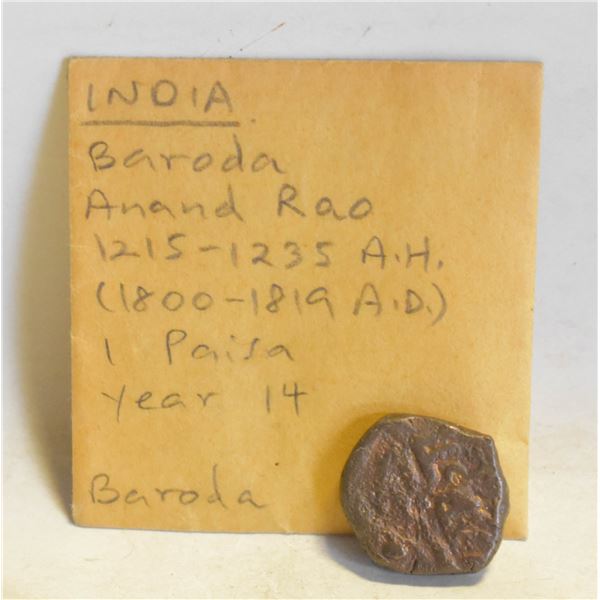 INDIA
Baroda
Anand Rao
1215-1235 A.H.
(1800-1819 A.D.)
1 Paisa
Year 14
Baroda